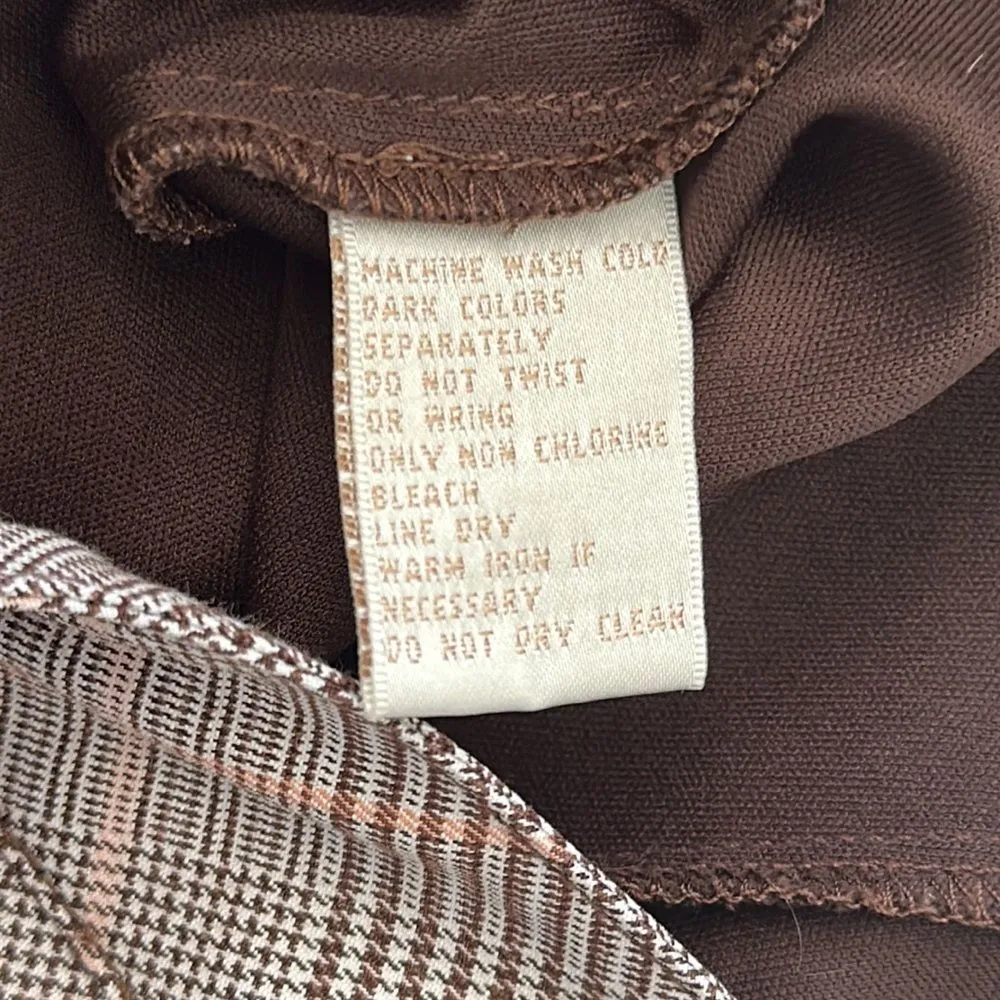 MACHINE WASH COLD
DARK COLORS
SEPARATELY
DO NOT TWIST
OR WRING
ONLY NON CHLORINE
BLEACH
LINE DRY
WARM IRON IF
NECESSARY
DO NOT DRY CLEAN